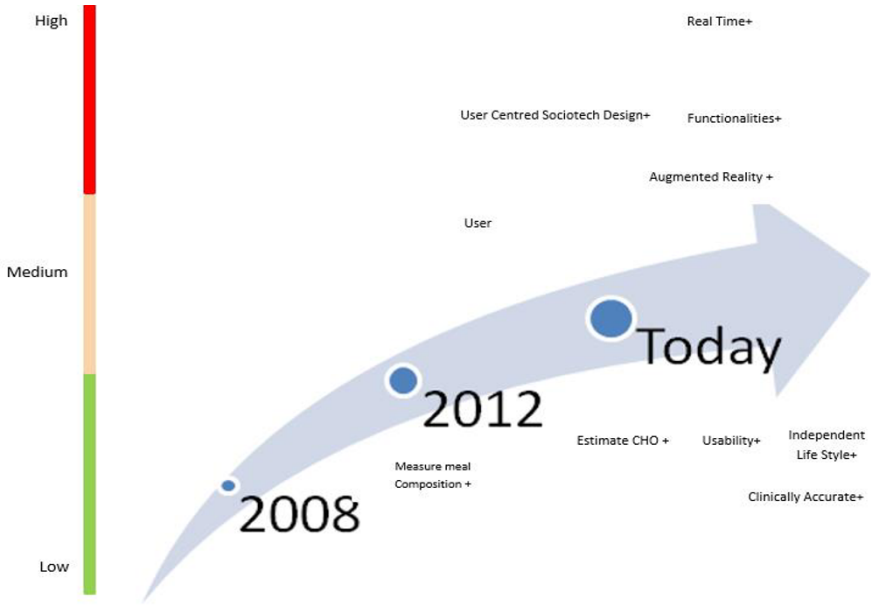 High
Real Time+
User Centred Sociotech Design+
Functionalities+
Augmented Reality +
User
Medium
Today
2012
Estimate CHO +
Usability+
Independent
Life Style+
Measure meal
Composition +
Clinically Accurate+
2008
Low